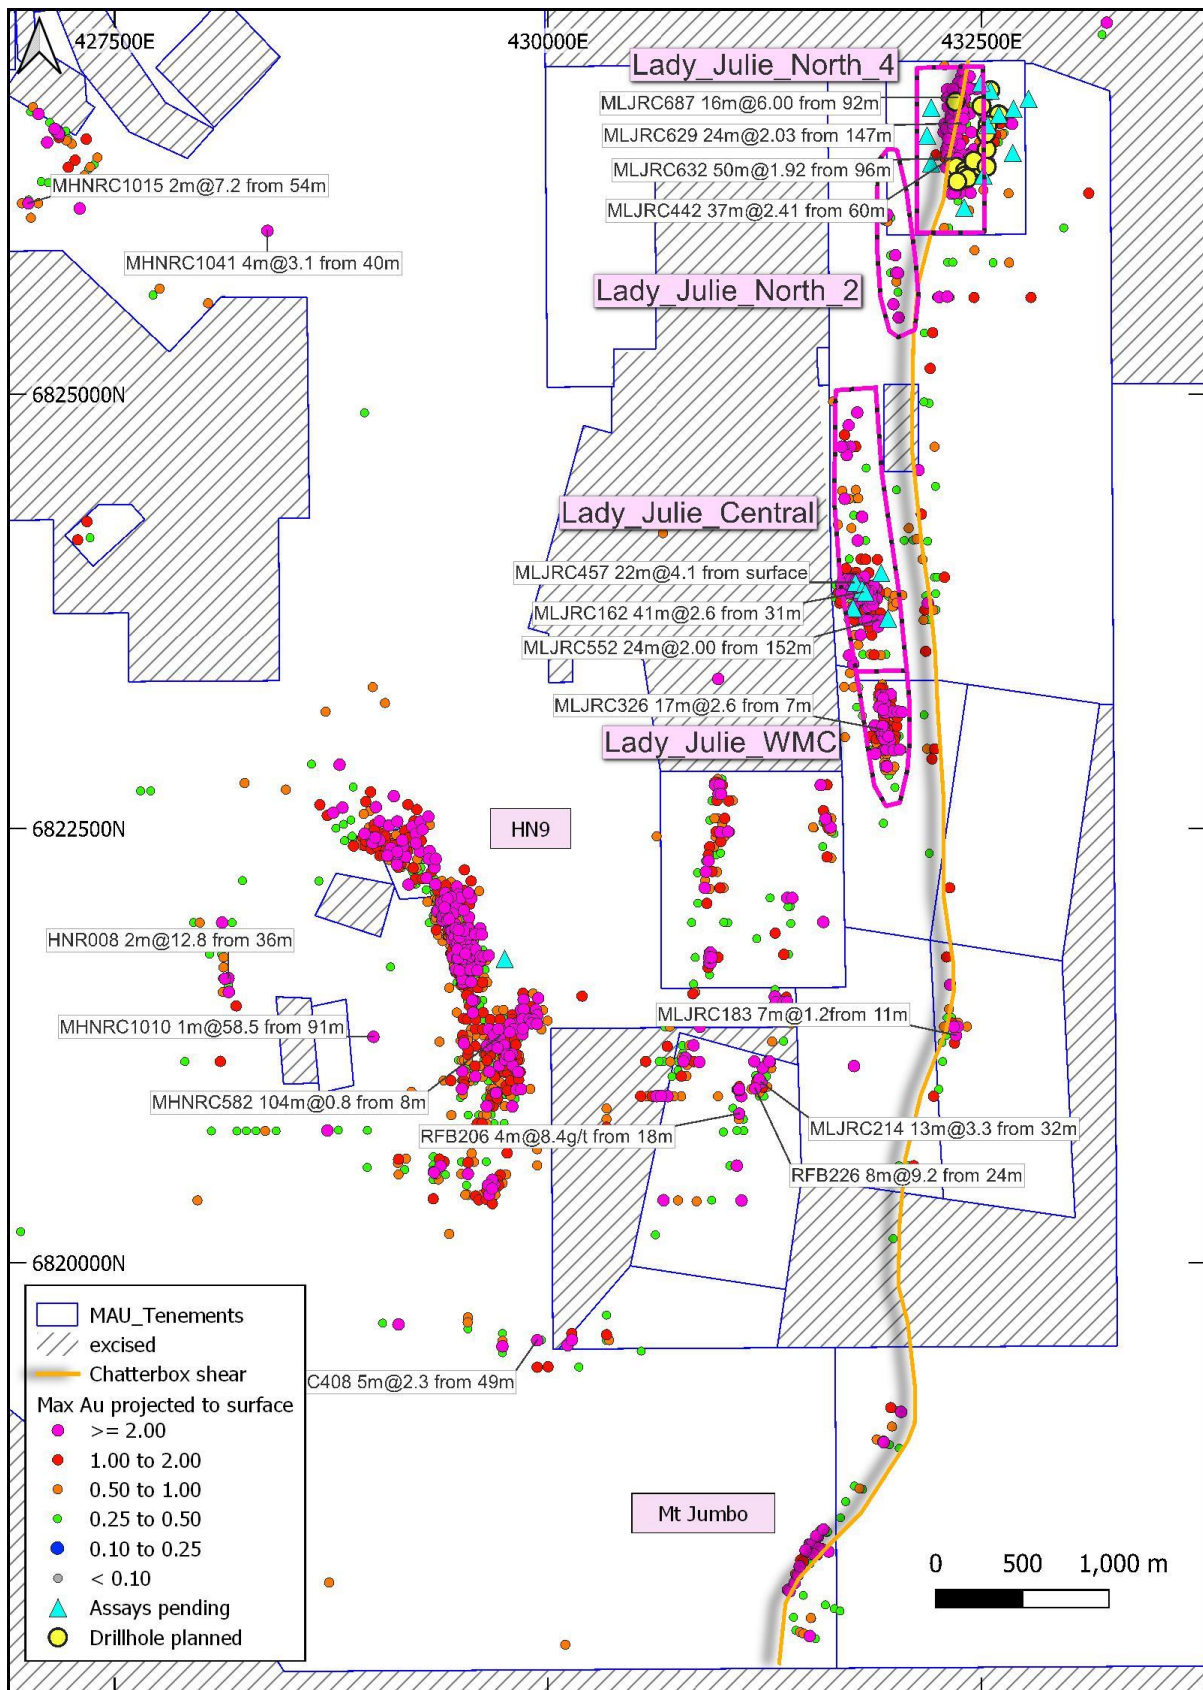 427500E
430000E
432500E
Lady_Julie_North_4
MLJRC687 16m@6.00 from 92m
MLJRC629 24m@2.03 from 147m
MLJRC632 50m@1.92 from 96m
MHNRC1015 2m@7.2 from 54m
MLJRC442 37m@2.41 from 60m
MHNRC1041 4m@3.1 from 40m
Lady_Julie_North_2
6825000N
Lady_Julie_Central
MLJRC457 22m@4.1 from surface
MLJRC162 41m@2.6 from 31m
MLJRC552 24m@2.00 from 152m
MLJRC326 17m@2.6 from 7m
Lady_Julie_WMC
6822500N
HN9
HNR008 2m@12.8 from 36m
MLJRC183 7m@1.2from 11m
MHNRC1010 1m@58.5 from 91m
MHNRC582 104m@0.8 from 8m
RFB206 4m@8.4g/t from 18m
MLJRC214 13m@3.3 from 32m
RFB226 8m@9.2 from 24m
6820000N
MAU_Tenements
excised
Chatterbox shear
Max Au projected to surface
>= 2.00
1.00 to 2.00
0.50 to 1.00
0.25 to 0.50
0.10 to 0.25
< 0.10
Assays pending
Drillhole planned
C408 5m@2.3 from 49m
Mt Jumbo
0 500 1,000 m